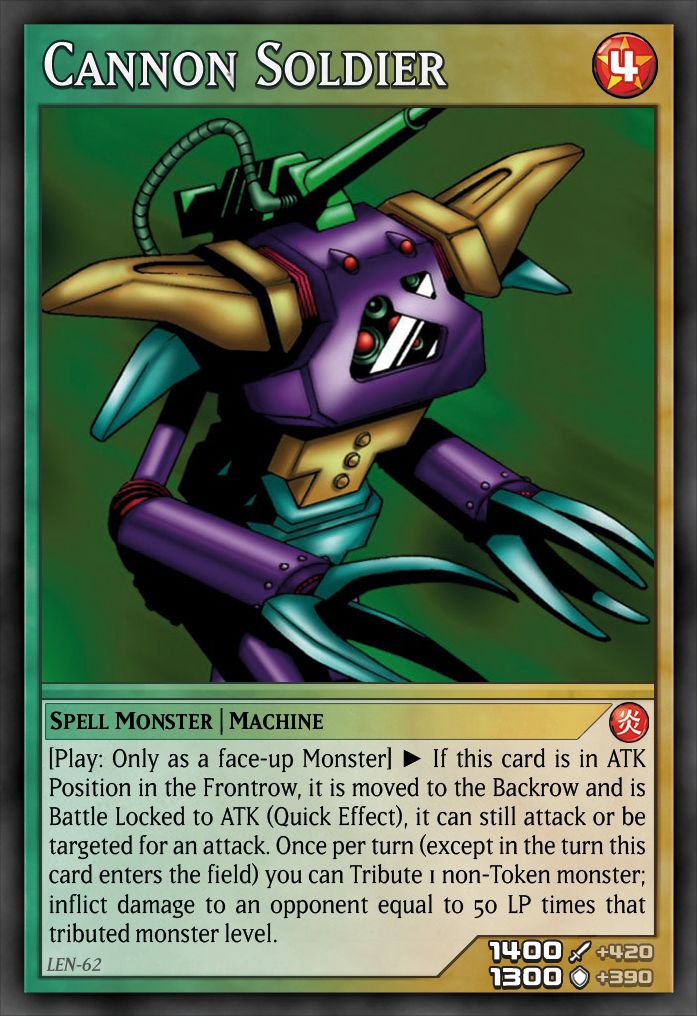 Cannon Soldier
4
Spell Monster | Machine
炎
[Play: Only as a face-up Monster] ► If this card is in ATK
Position in the Frontrow, it is moved to the Backrow and is
Battle Locked to ATK (Quick Effect), it can still attack or be
targeted for an attack. Once per turn (except in the turn this
card enters the field) you can Tribute 1 non-Token monster;
inflict damage to an opponent equal to 50 LP times that
tributed monster level.
1400 +420
1300 +390
LEN-62